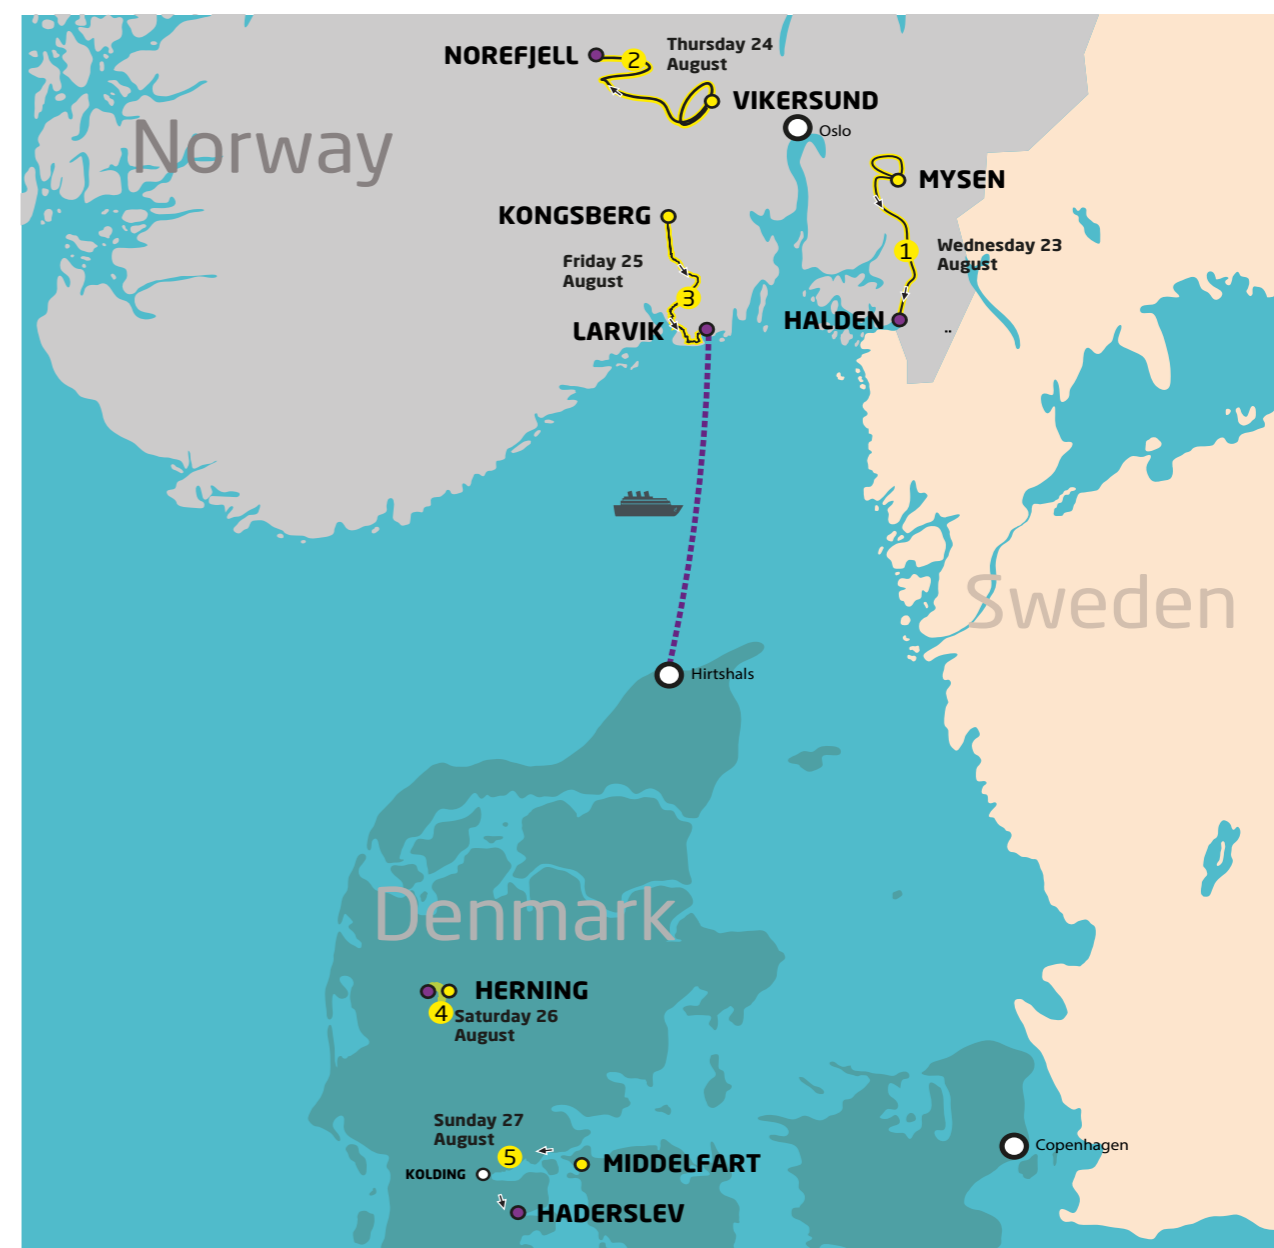 NOREFJELL
2
Thursday 24
August
VIKERSUND
Oslo
Norway
MYSEN
KONGSBERG
1
Wednesday 23
August
Friday 25
August
3
HALDEN
LARVIK
..
Sweden
Hirtshals
Denmark
HERNING
4
Saturday 26
August
Sunday 27
August
5
KOLDING
MIDDELFART
Copenhagen
HADERSLEV